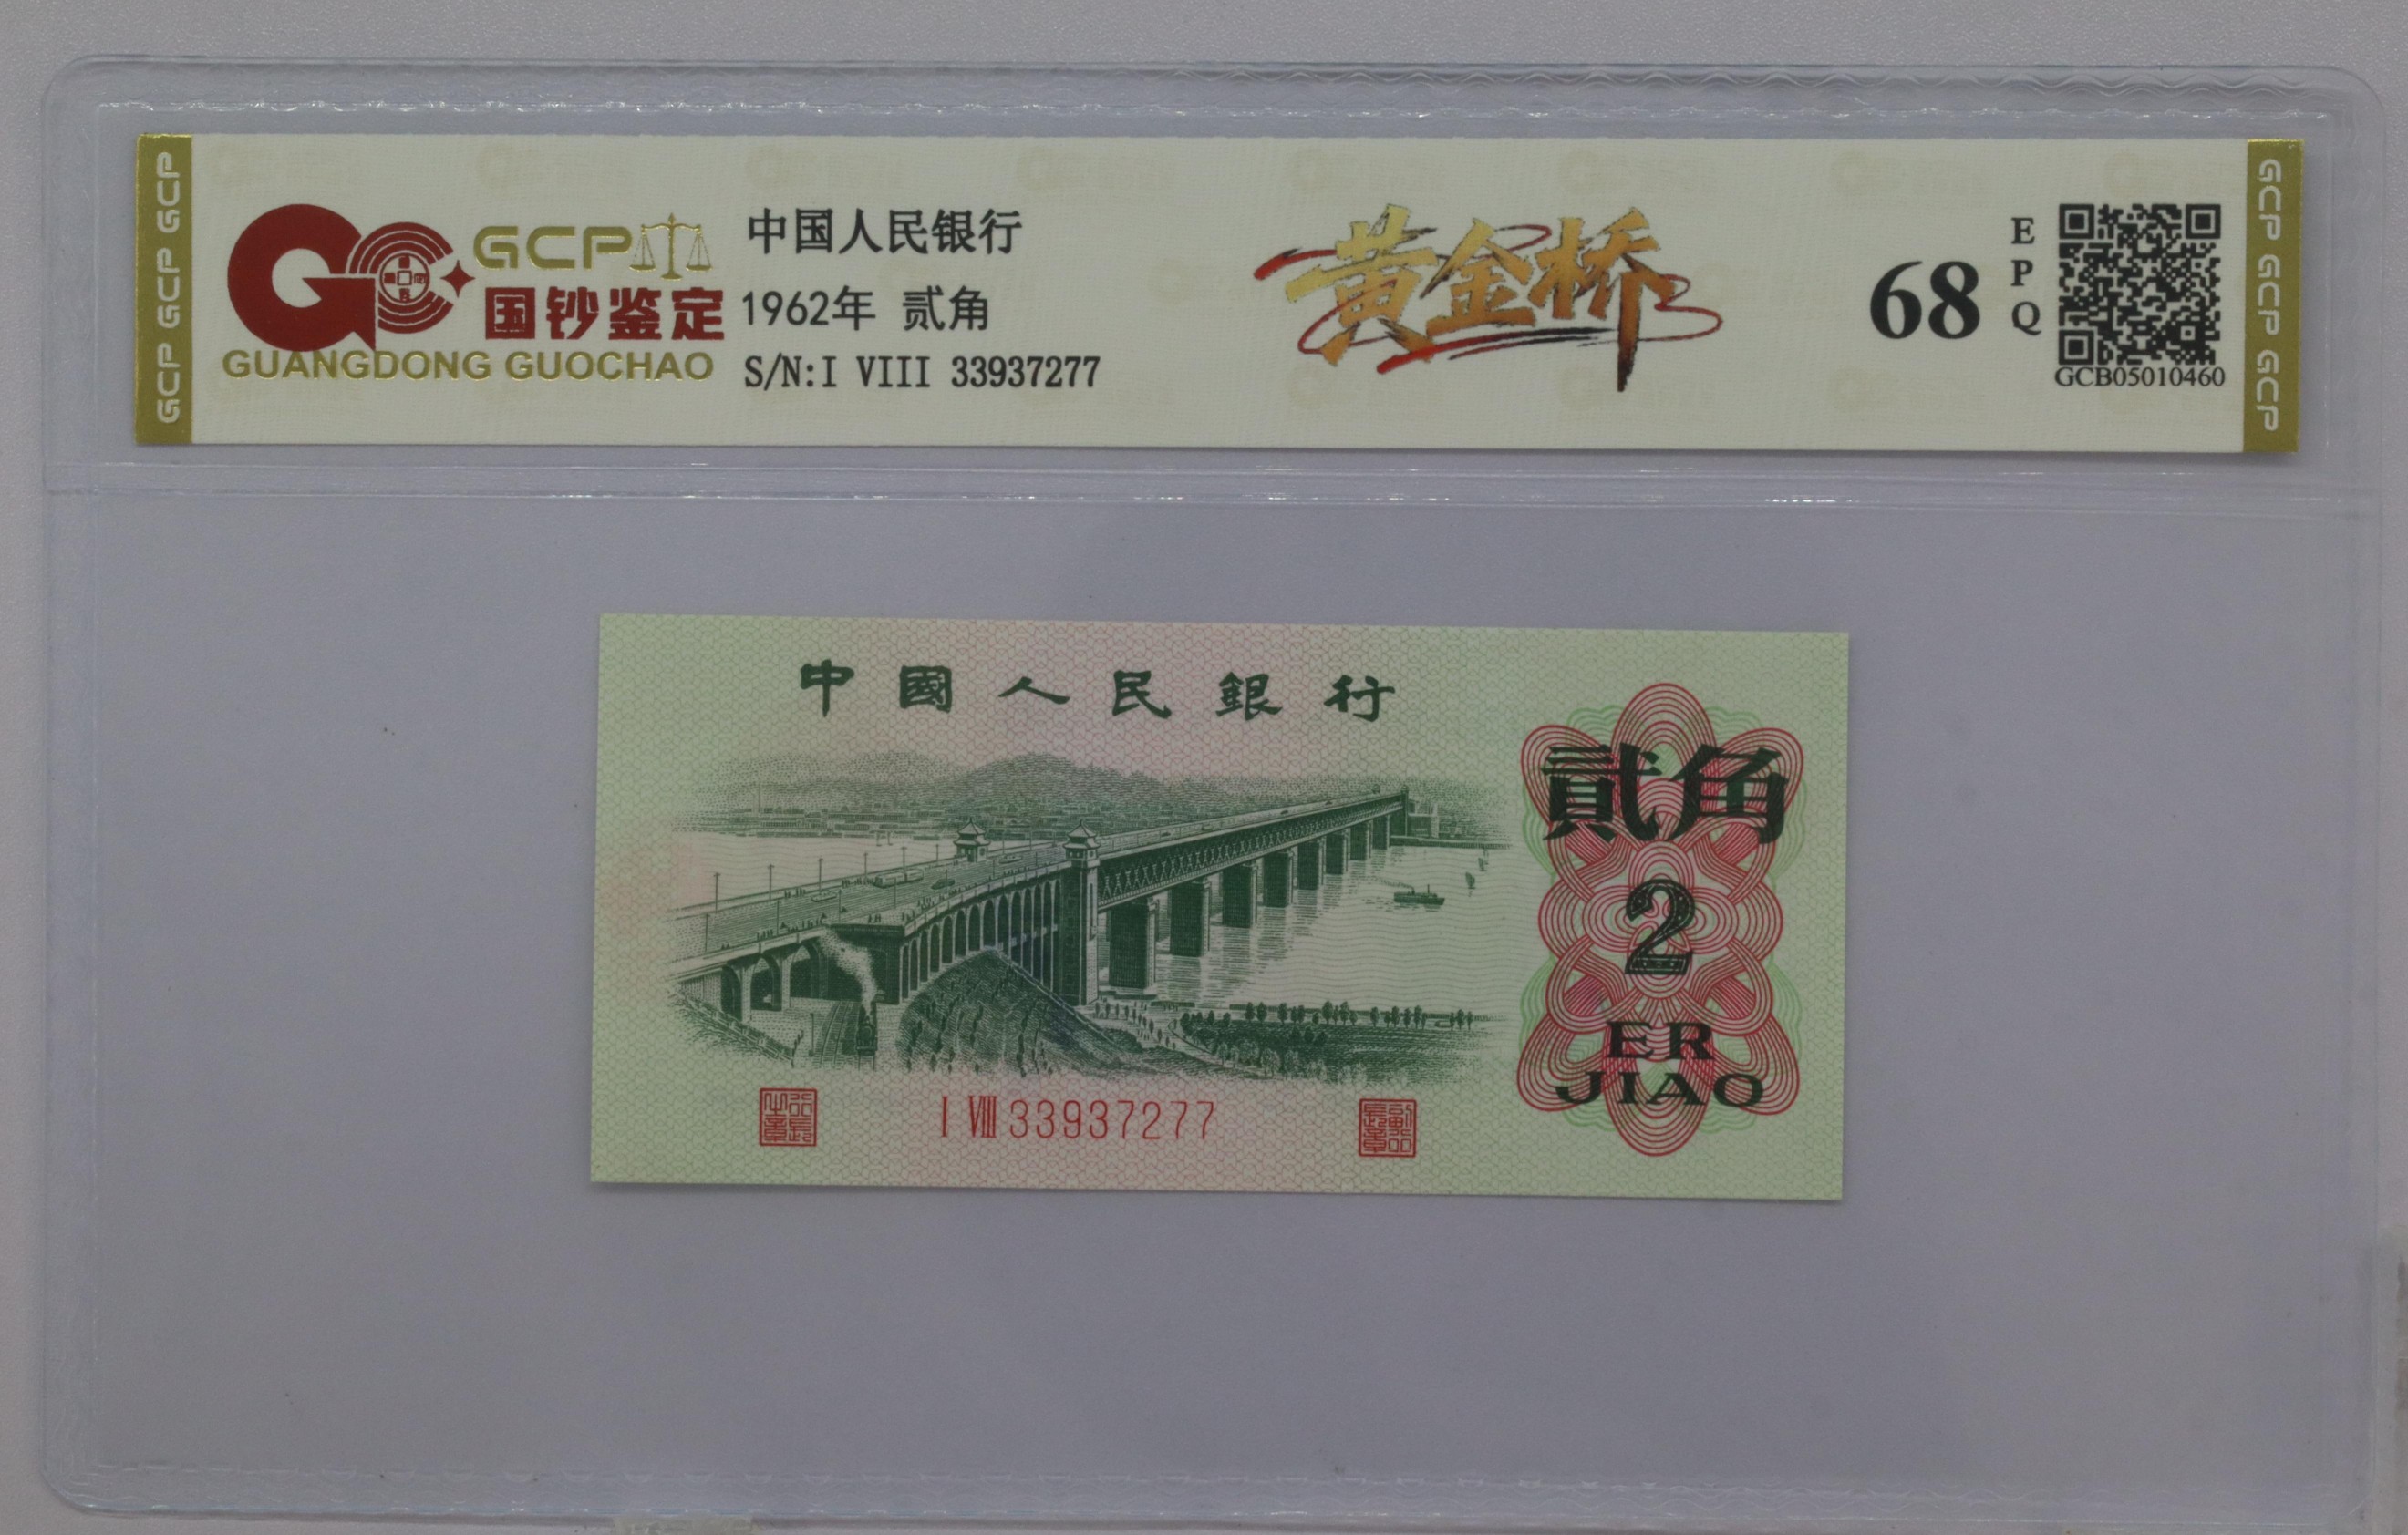 GCP GCP GCP
GCP
国钞鉴定
GUANGDONG GUOCHAO
中国人民银行
1962年 贰角
S/N:I VIII 33937277
黄金桥
68
EPQ
GCB05010460
GCP GCP GCP
中國人民銀行
貳角
2
ER
JIAO
I VIII 33937277